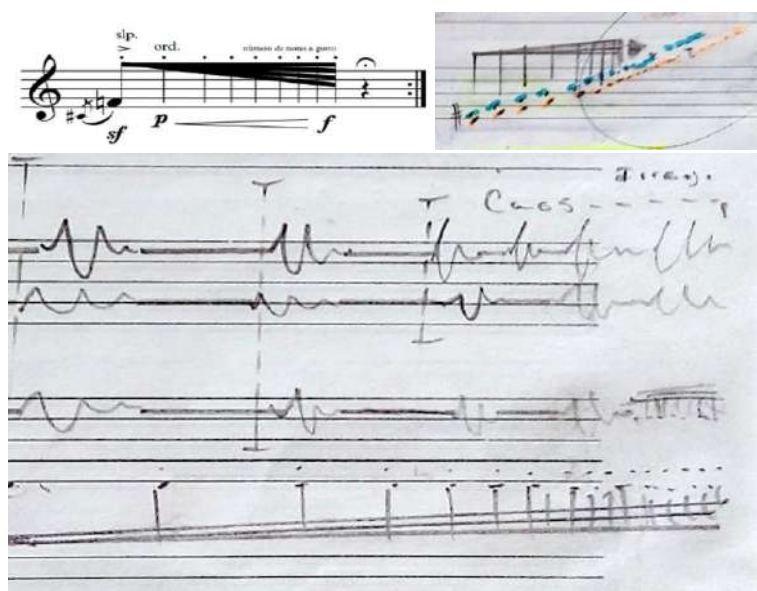 slp.
ord.
número de notas a gusto
sf p f
Caos